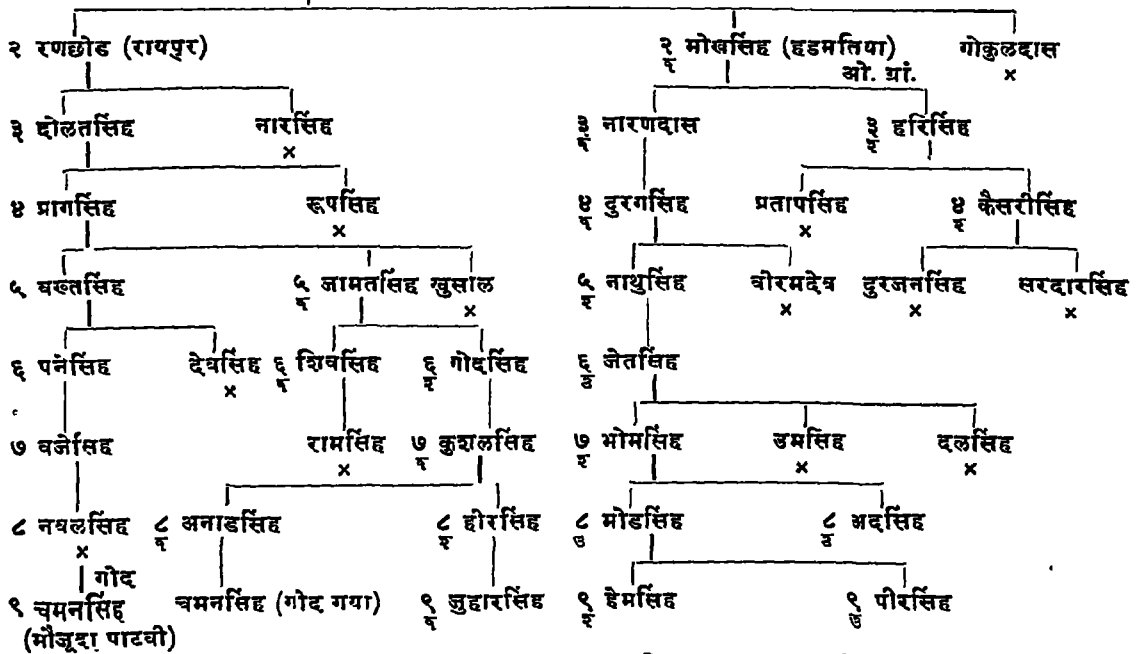 २ रणछोड (रायपुर) २ मोखसिंह (हडमतिया) गोकुलदास
ओ. ग्रां. ×
३ दोलतसिंह नारसिंह ३ नारणदास ३ हरिसिंह
×
४ प्रागसिंह रूपसिंह ४ दुरगसिंह प्रतापसिंह ४ कैसरीसिंह
× ×
५ वख्तसिंह ५ जामतसिंह खुसाल ५ नाथुसिंह वीरमदेव दुरजनसिंह सरदारसिंह
× × × ×
६ पनेसिंह देवसिंह ६ शिवसिंह ६ गोदसिंह ६ जेतसिंह
×
७ वजेसिंह रामसिंह ७ कुशलसिंह ७ भोमसिंह उमसिंह दलसिंह
× × ×
८ नवलसिंह ८ अनाडसिंह ८ हीरसिंह ८ मोडसिंह ८ अदसिंह
×
गोद
९ चमनसिंह चमनसिंह (गोद गया) ९ जुहारसिंह ९ हेमसिंह ९ पीरसिंह
(मौजूदा पाटवी)